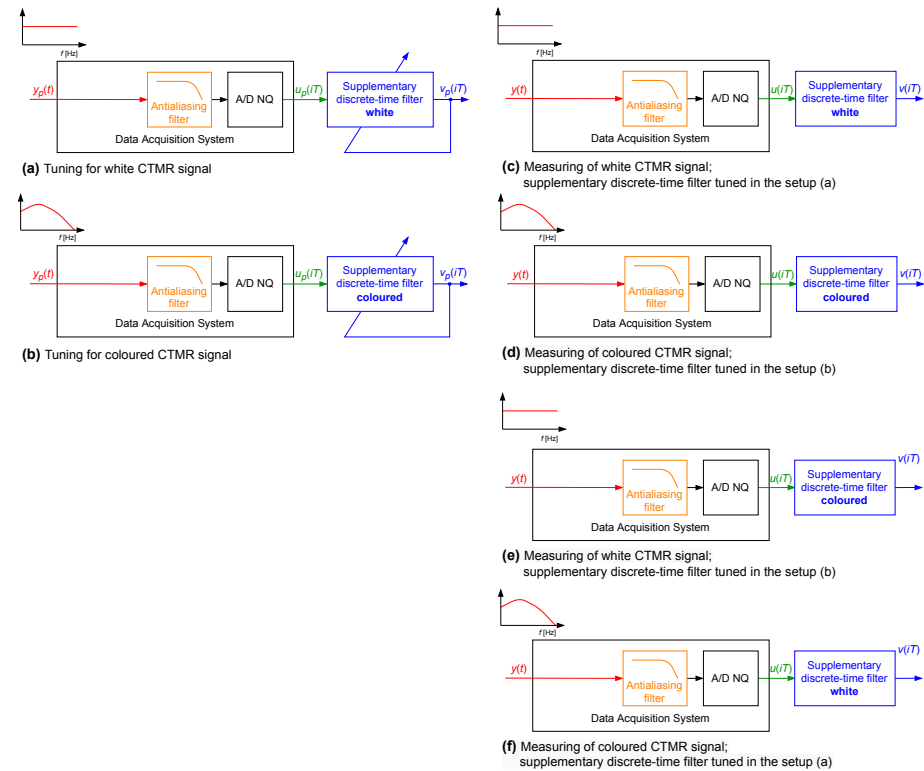 f [Hz]
y_p(t)
Antialiasing
filter
A/D NQ
Data Acquisition System
u_p(iT)
Supplementary
discrete-time filter
white
v_p(iT)
(a) Tuning for white CTMR signal
f [Hz]
y_p(t)
Antialiasing
filter
A/D NQ
Data Acquisition System
u_p(iT)
Supplementary
discrete-time filter
coloured
v_p(iT)
(b) Tuning for coloured CTMR signal
f [Hz]
y(t)
Antialiasing
filter
A/D NQ
Data Acquisition System
u(iT)
Supplementary
discrete-time filter
white
v(iT)
(c) Measuring of white CTMR signal;
supplementary discrete-time filter tuned in the setup (a)
f [Hz]
y(t)
Antialiasing
filter
A/D NQ
Data Acquisition System
u(iT)
Supplementary
discrete-time filter
coloured
v(iT)
(d) Measuring of coloured CTMR signal;
supplementary discrete-time filter tuned in the setup (b)
f [Hz]
y(t)
Antialiasing
filter
A/D NQ
Data Acquisition System
u(iT)
Supplementary
discrete-time filter
coloured
v(iT)
(e) Measuring of white CTMR signal;
supplementary discrete-time filter tuned in the setup (b)
f [Hz]
y(t)
Antialiasing
filter
A/D NQ
Data Acquisition System
u(iT)
Supplementary
discrete-time filter
white
v(iT)
(f) Measuring of coloured CTMR signal;
supplementary discrete-time filter tuned in the setup (a)